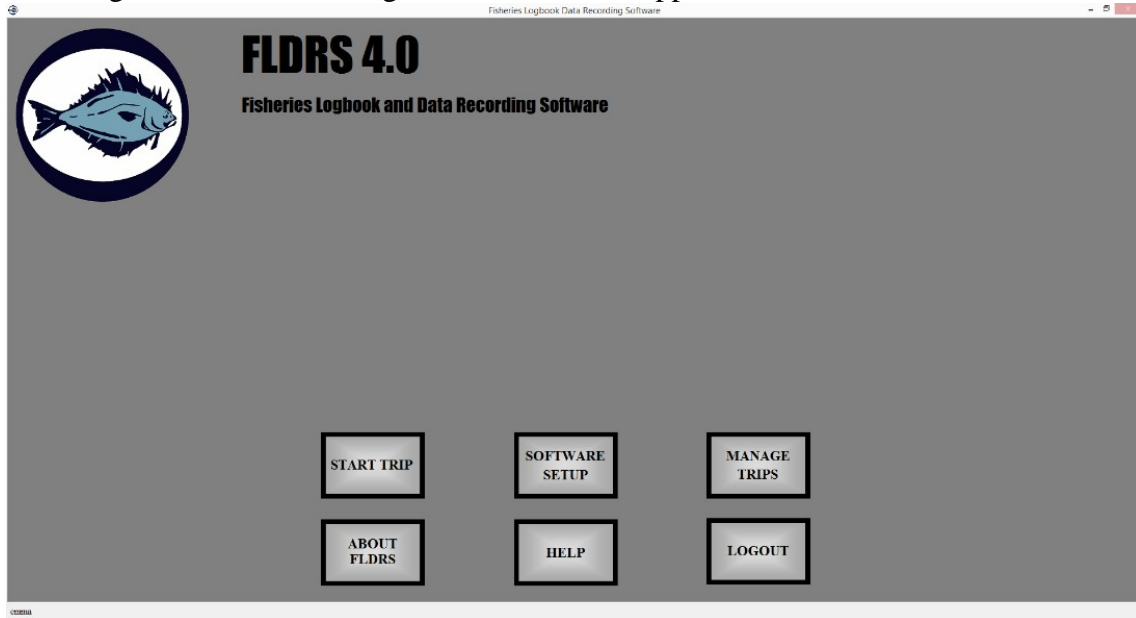 Fisheries Logbook Data Recording Software
FLDRS 4.0
Fisheries Logbook and Data Recording Software
START TRIP
SOFTWARE
SETUP
MANAGE
TRIPS
ABOUT
FLDRS
HELP
LOGOUT